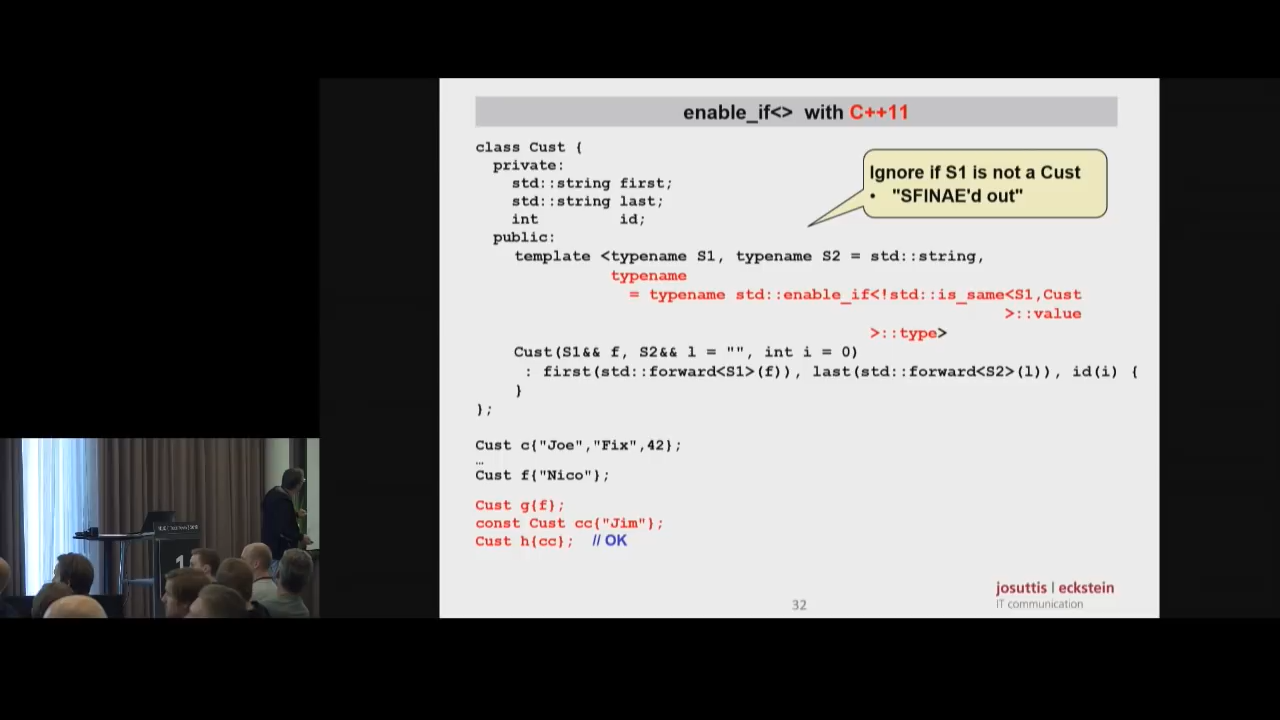 enable_if<> with C++11
class Cust {
private:
std::string first;
std::string last;
int id;
public:
template <typename S1, typename S2 = std::string,
typename
= typename std::enable_if<!std::is_same<S1,Cust
>::value
>::type>
Cust(S1&& f, S2&& l = "", int i = 0)
: first(std::forward<S1>(f)), last(std::forward<S2>(l)), id(i) {
}
};
Ignore if S1 is not a Cust
• "SFINAE'd out"
Cust c{"Joe","Fix",42};
…
Cust f{"Nico"};
Cust g{f};
const Cust cc{"Jim"};
Cust h{cc}; // OK
josuttis | eckstein
IT communication
32